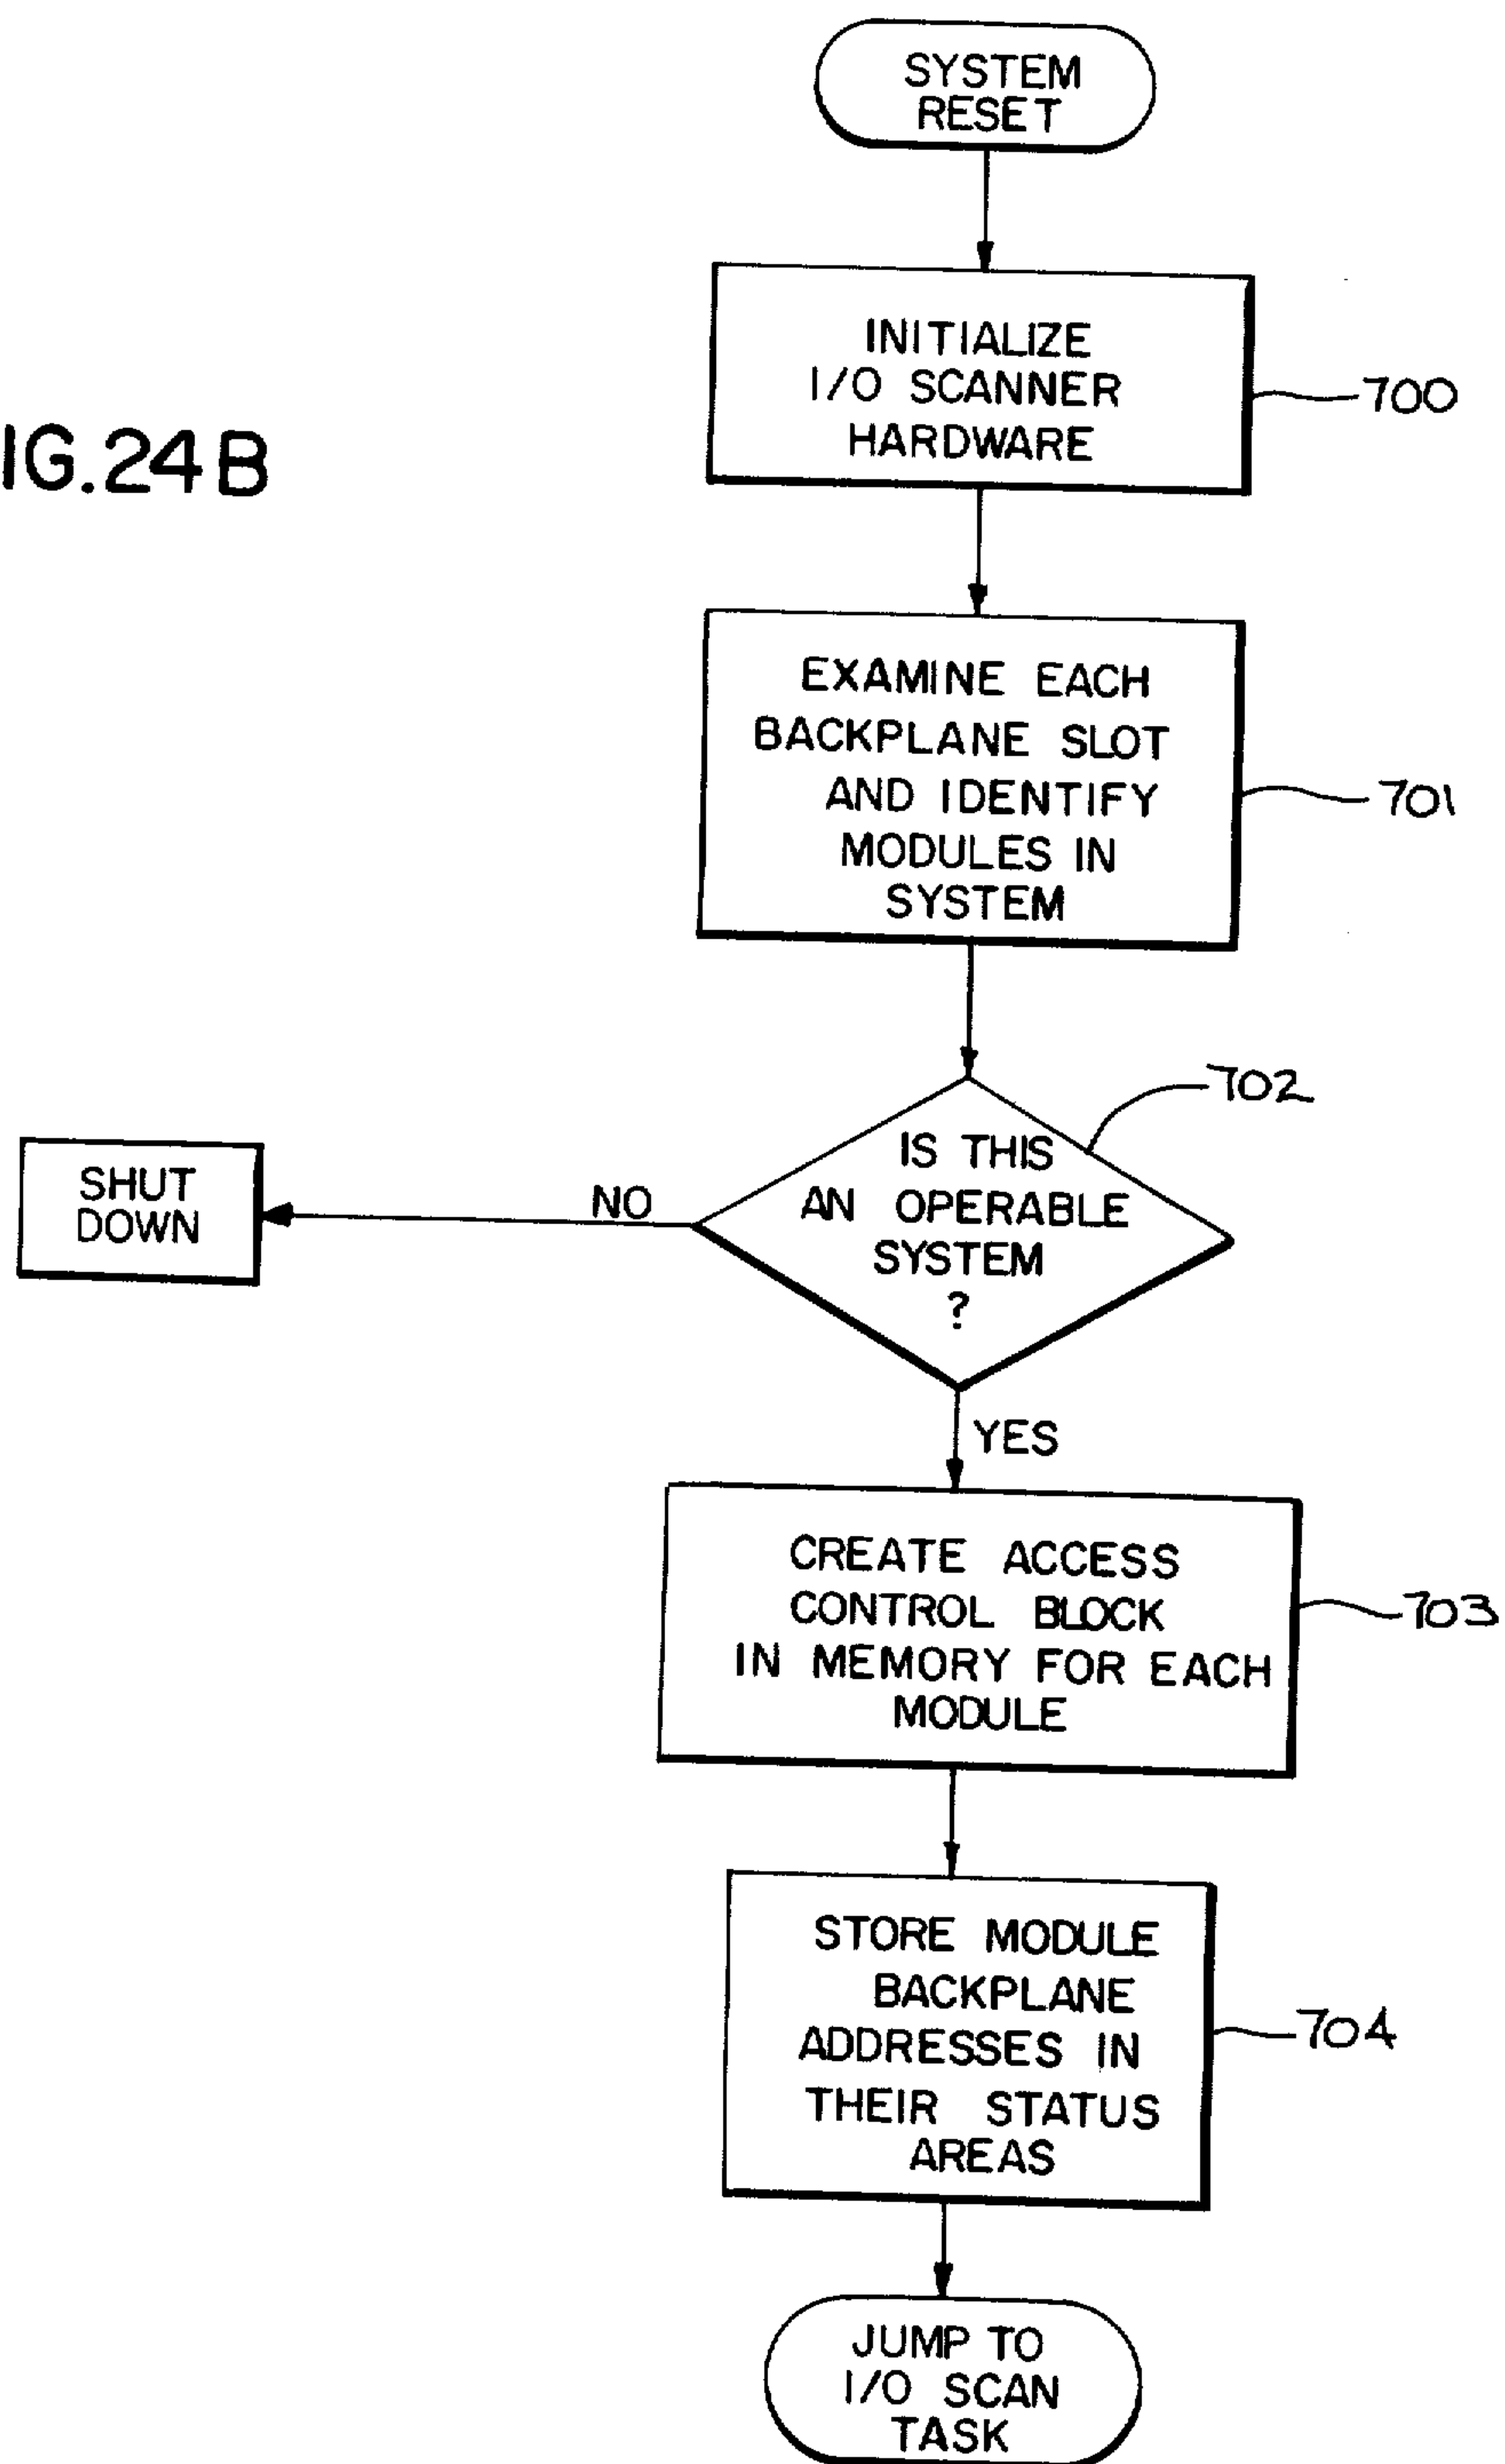 SYSTEM
RESET
INITIALIZE
I/O SCANNER
HARDWARE
700
IG.24B
EXAMINE EACH
BACKPLANE SLOT
AND IDENTIFY
MODULES IN
SYSTEM
701
702
IS THIS
AN OPERABLE
SYSTEM
?
NO
SHUT
DOWN
YES
CREATE ACCESS
CONTROL BLOCK
IN MEMORY FOR EACH
MODULE
703
STORE MODULE
BACKPLANE
ADDRESSES IN
THEIR STATUS
AREAS
704
JUMP TO
I/O SCAN
TASK